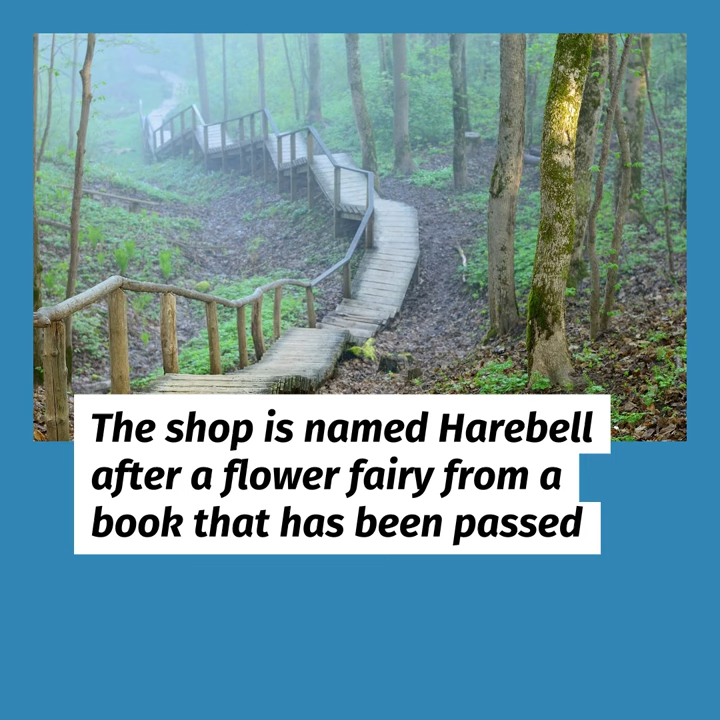 The shop is named Harebell
after a flower fairy from a
book that has been passed